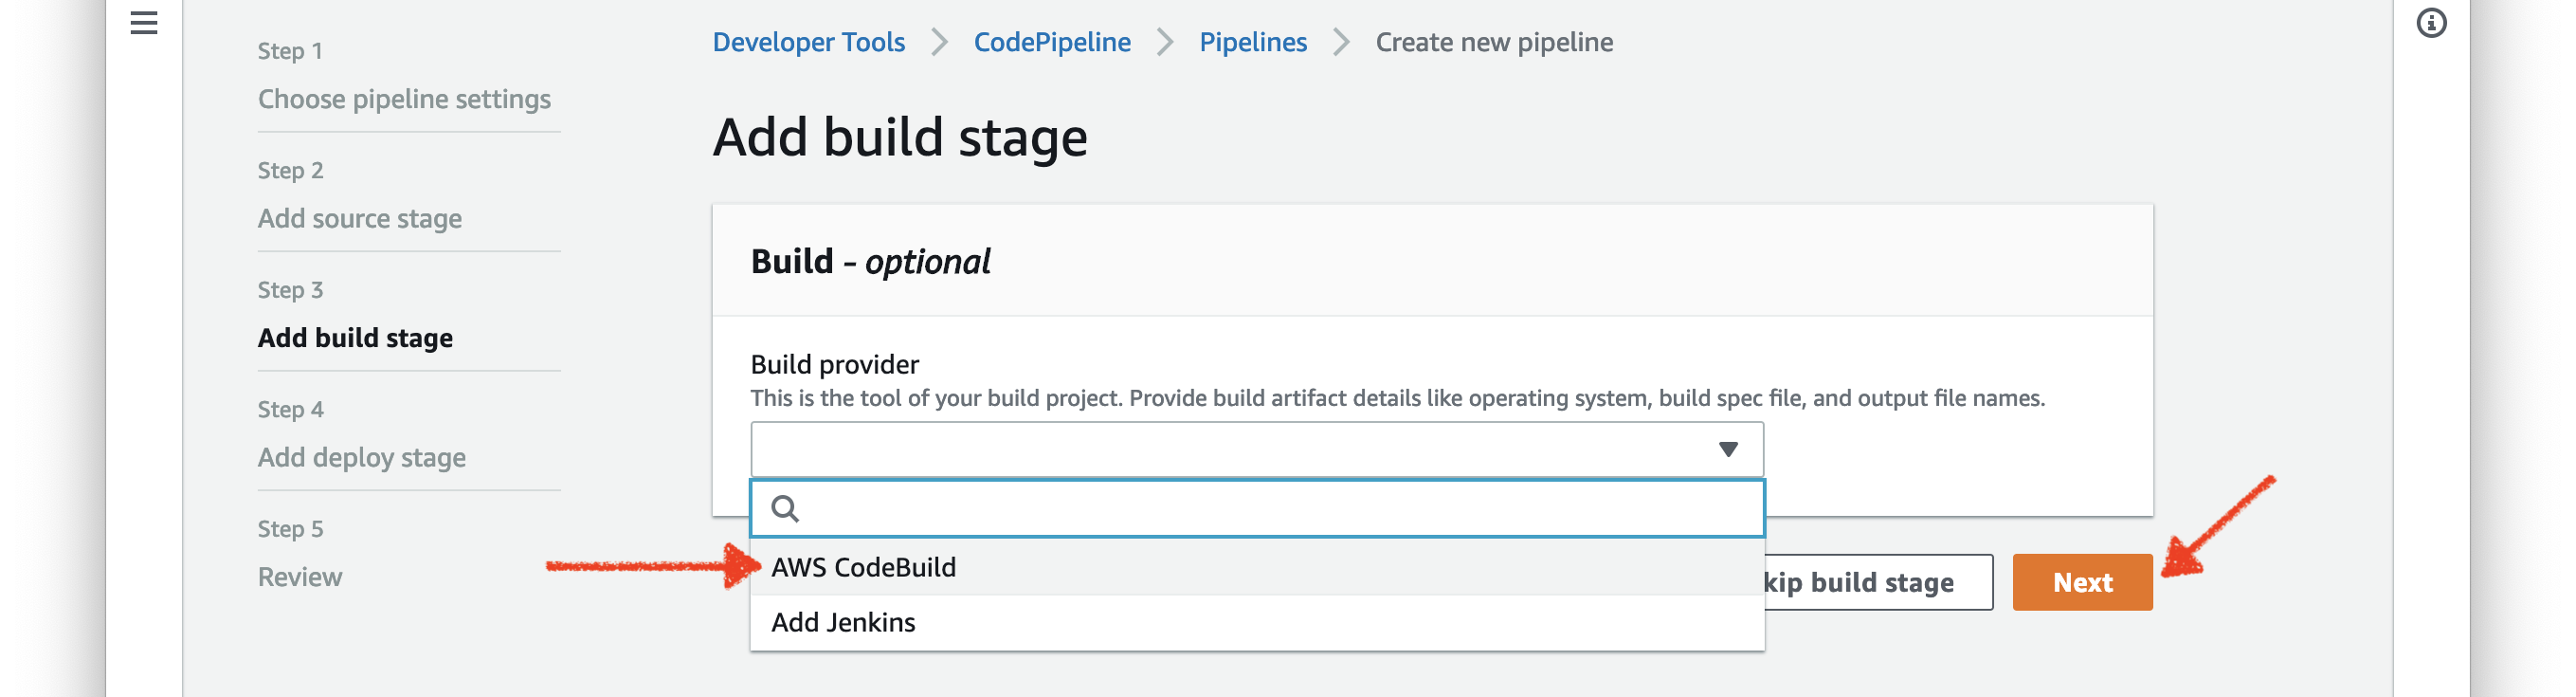 Step 1
Choose pipeline settings
Step 2
Add source stage
Step 3
Add build stage
Step 4
Add deploy stage
Step 5
Review
Developer Tools
CodePipeline
Pipelines
Create new pipeline
Add build stage
Build - optional
Build provider
This is the tool of your build project. Provide build artifact details like operating system, build spec file, and output file names.
AWS CodeBuild
Add Jenkins
kip build stage
Next